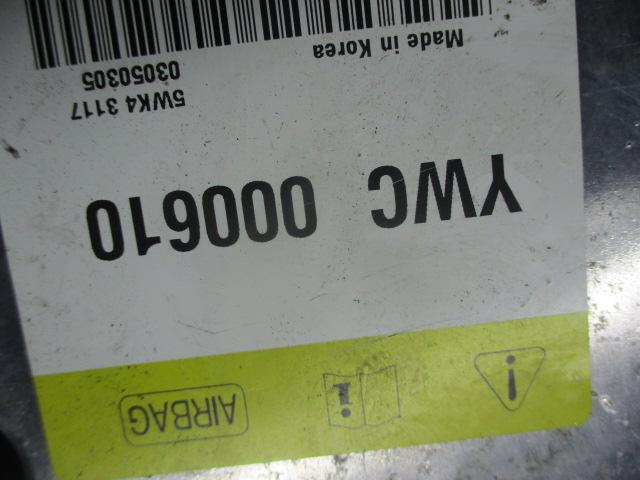 AIRBAG
YWC 000610
5WK4 3117
03050305
Made in Korea